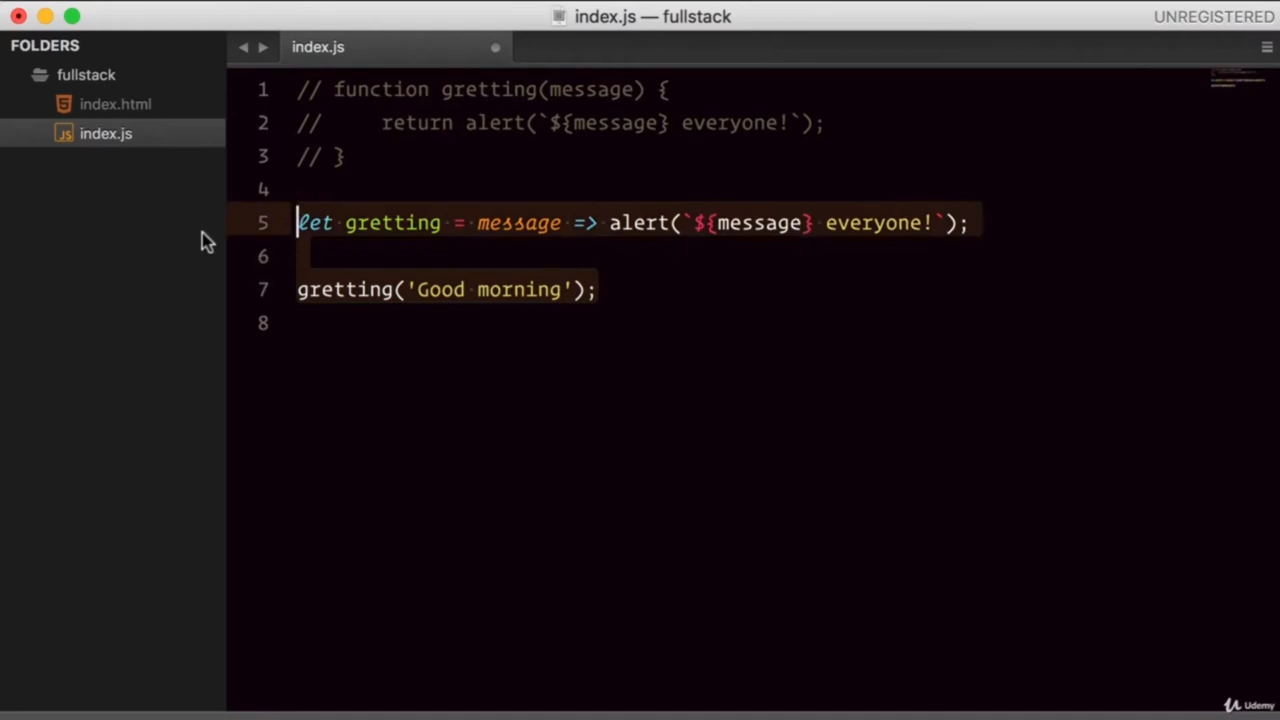 index.js — fullstack
UNREGISTERED
FOLDERS
fullstack
index.html
index.js
index.js
1 // function gretting(message) {
2 //     return alert(`${message} everyone!`);
3 // }
4
5 let gretting = message => alert(`${message} everyone!`);
6
7 gretting('Good morning');
8
Udemy